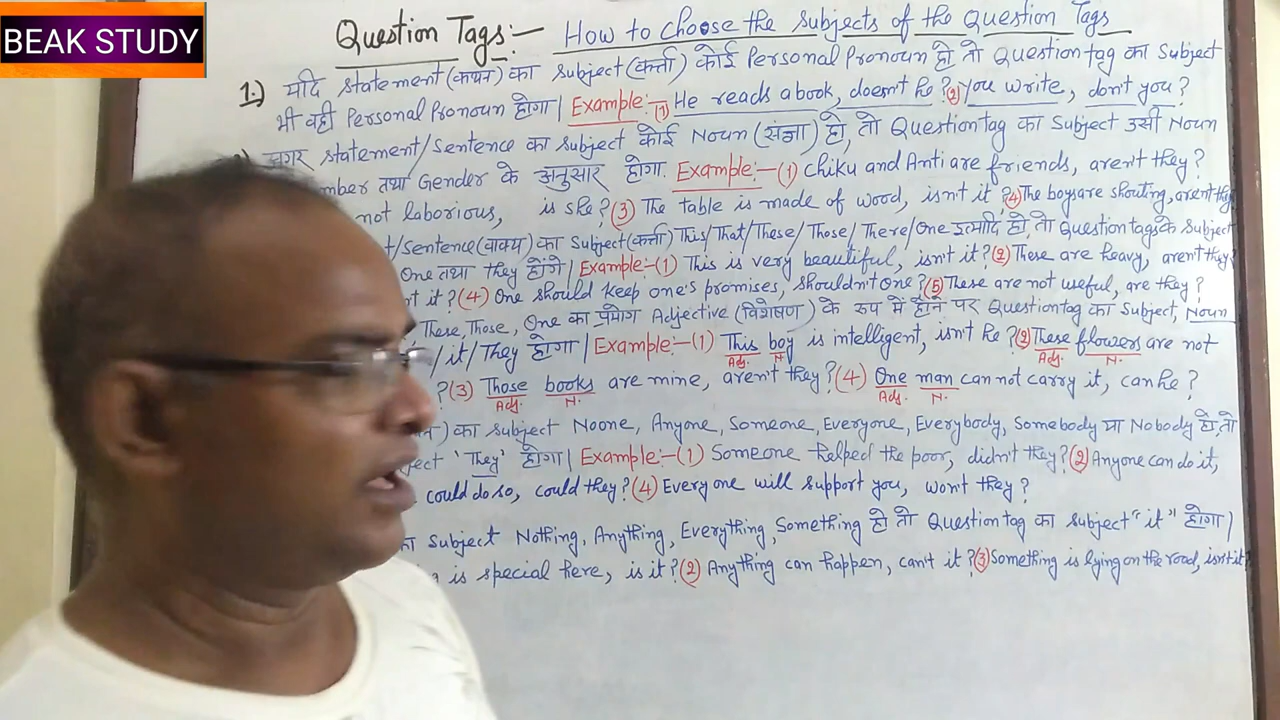 BEAK STUDY
Question Tags:- How to choose the subjects of the Question Tags
1.) यदि statement (कथन) का subject (कर्त्ता) कोई Personal Pronoun हो तो Question tag का Subject
भी वही Personal Pronoun होगा | Example:- (1) He reads a book, doesn't he? (2) you write, don't you?
अगर statement/Sentence का subject कोई Noun (संज्ञा) हो, तो Question tag का Subject उसी Noun
mber तथा Gender के अनुसार होगा. Example:- (1) Chiku and Anti are friends, aren't they?
not laborious, is she? (3) The table is made of wood, isn't it? (4) The boys are shouting, aren't they
t/Sentence (वाक्य) का Subject (कर्त्ता) This/That/These/Those/There/One इत्यादि हो, तो Question tags के Subject
One तथा they होंगे | Example:- (1) This is very beautiful, isn't it? (2) These are heavy, aren't they?
n't it? (4) One should keep one's promises, shouldn't one? (5) These are not useful, are they?
These, Those, One का प्रयोग Adjective (विशेषण) के रूप में होने पर Question tag का Subject, Noun
/it/They होगा | Example:- (1) This boy is intelligent, isn't he? (2) These flowers are not
Adj. N. Adj. N.
? (3) Those books are mine, aren't they? (4) One man can not carry it, can he?
Adj. N. Adj. N.
) का subject Noone, Anyone, Someone, Everyone, Everybody, Somebody या Nobody हो, तो
ject 'They' होगा | Example:- (1) Someone helped the poor, didn't they? (2) Anyone can do it,
could do so, could they? (4) Everyone will support you, won't they?
का subject Nothing, Anything, Everything, Something हो तो Question tag का subject "it" होगा |
g is special here, is it? (2) Anything can happen, can't it? (3) Something is lying on the road, isn't it?